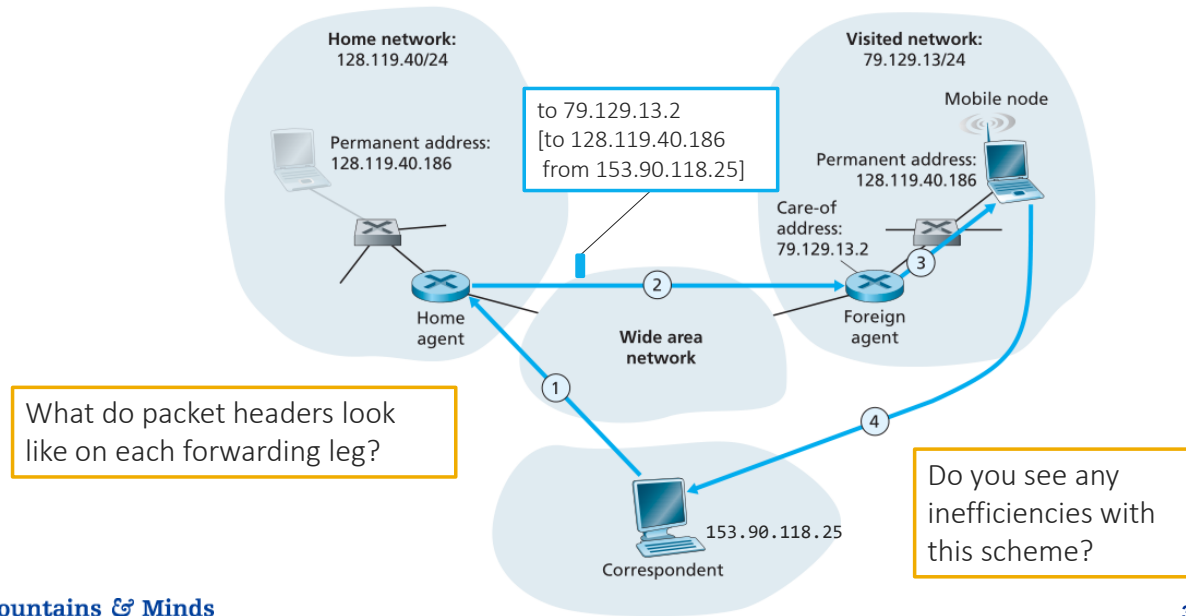 Home network:
128.119.40/24
Visited network:
79.129.13/24
to 79.129.13.2
[to 128.119.40.186
from 153.90.118.25]
Mobile node
Permanent address:
128.119.40.186
Permanent address:
128.119.40.186
Care-of
address:
79.129.13.2
3
2
Home
agent
Foreign
agent
Wide area
network
1
What do packet headers look
like on each forwarding leg?
4
Do you see any
inefficiencies with
this scheme?
153.90.118.25
Correspondent
ountains & Minds